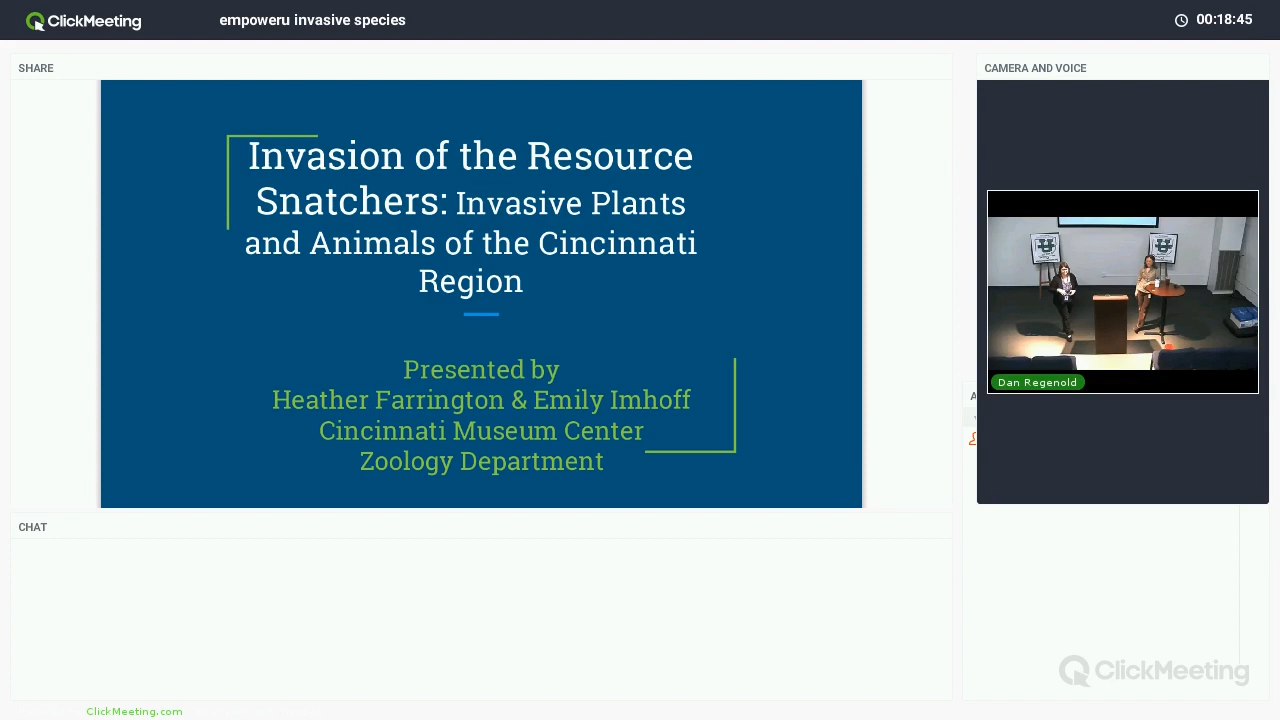 ClickMeeting
empoweru invasive species
00:18:45
SHARE
CAMERA AND VOICE
Invasion of the Resource
Snatchers: Invasive Plants
and Animals of the Cincinnati
Region
Presented by
Heather Farrington & Emily Imhoff
Cincinnati Museum Center
Zoology Department
Dan Regenold
A
CHAT
ClickMeeting
ClickMeeting.com